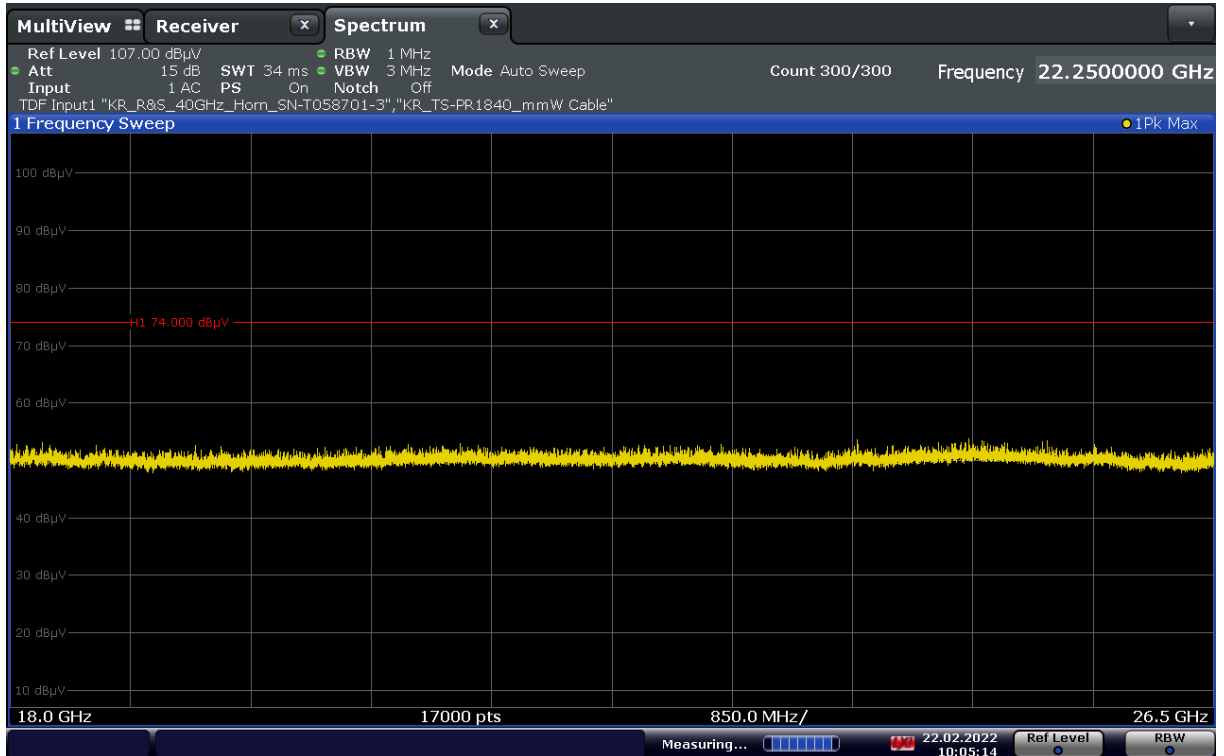 MultiView Receiver X Spectrum X
Ref Level 107.00 dBµV RBW 1 MHz
Att 15 dB SWT 34 ms VBW 3 MHz Mode Auto Sweep Count 300/300 Frequency 22.2500000 GHz
Input 1 AC PS On Notch Off
TDF Input1 "KR_R&S_40GHz_Horn_SN-T058701-3","KR_TS-PR1840_mmW Cable"
1 Frequency Sweep 1Pk Max
100 dBµV
90 dBµV
80 dBµV
H1 74.000 dBµV
70 dBµV
60 dBµV
40 dBµV
30 dBµV
20 dBµV
10 dBµV
18.0 GHz 17000 pts 850.0 MHz/ 26.5 GHz
Measuring... 22.02.2022 Ref Level RBW
10:05:14